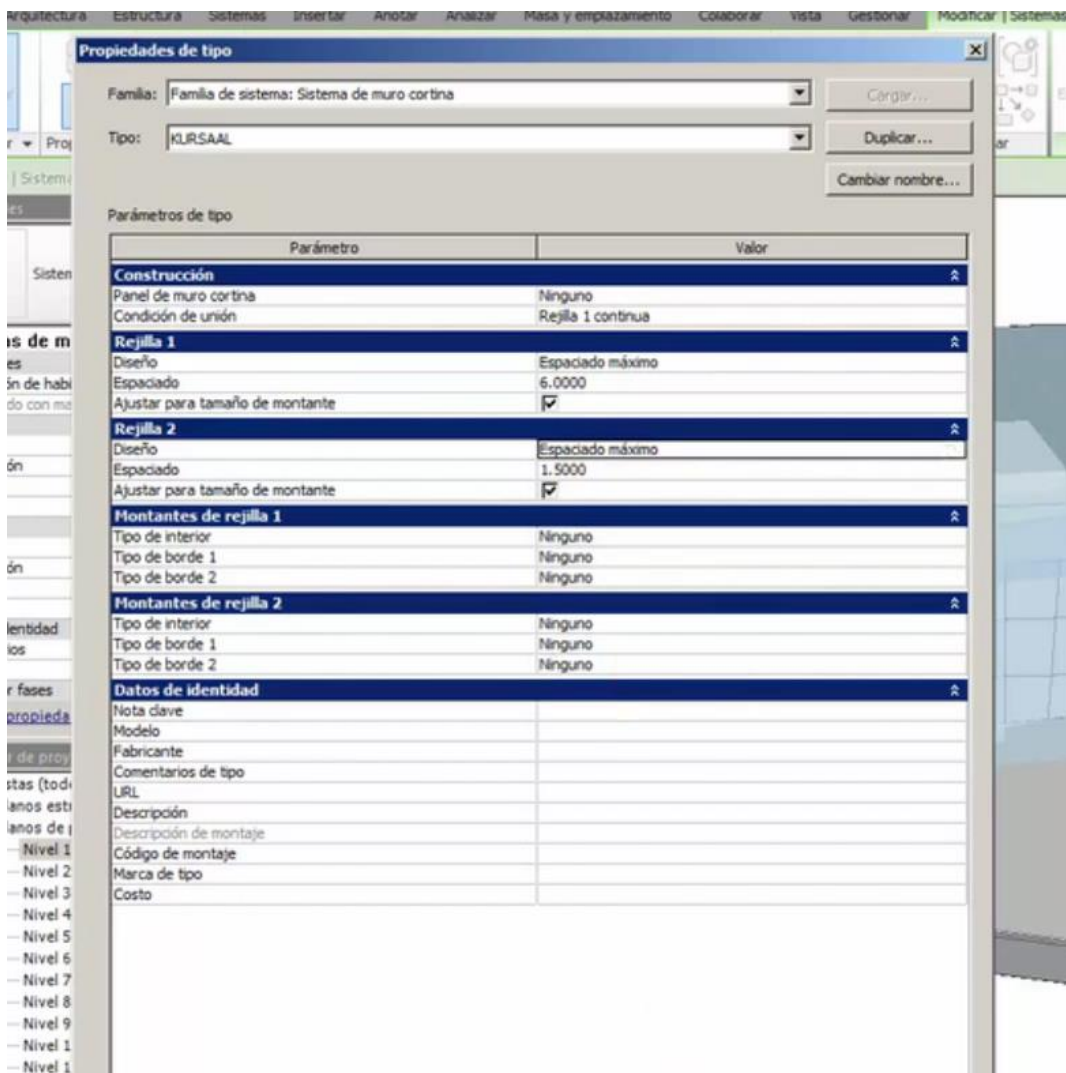 Arquitectura Estructura Sistemas Insertar Anotar Analizar Masa y emplazamiento Colaborar Vista Gestionar Modificar | Sistemas
Propiedades de tipo
Familia: Familia de sistema: Sistema de muro cortina Cargar...
Tipo: KURSAAL Duplicar...
Cambiar nombre...
| Sistema
Parámetros de tipo
Parámetro Valor
Construcción
Panel de muro cortina Ninguno
Condición de unión Rejilla 1 continua
Rejilla 1
Diseño Espaciado máximo
Espaciado 6.0000
Ajustar para tamaño de montante
Rejilla 2
Diseño Espaciado máximo
Espaciado 1.5000
Ajustar para tamaño de montante
Montantes de rejilla 1
Tipo de interior Ninguno
Tipo de borde 1 Ninguno
Tipo de borde 2 Ninguno
Montantes de rejilla 2
Tipo de interior Ninguno
Tipo de borde 1 Ninguno
Tipo de borde 2 Ninguno
Datos de identidad
Nota clave
Modelo
Fabricante
Comentarios de tipo
URL
Descripción
Descripción de montaje
Código de montaje
Marca de tipo
Costo
Nivel 1
Nivel 2
Nivel 3
Nivel 4
Nivel 5
Nivel 6
Nivel 7
Nivel 8
Nivel 9
Nivel 1
Nivel 1